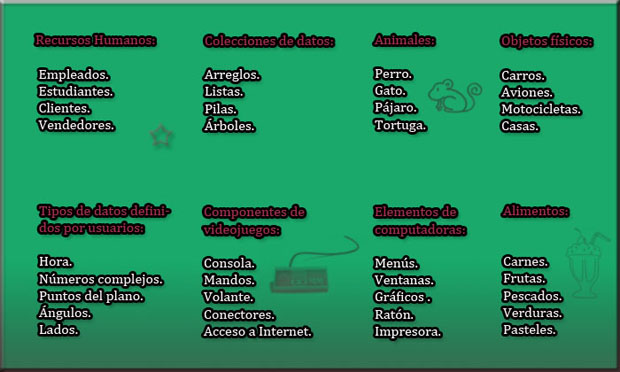 Recursos Humanos:
Empleados.
Estudiantes.
Clientes.
Vendedores.
Colecciones de datos:
Arreglos.
Listas.
Pilas.
Árboles.
Animales:
Perro.
Gato.
Pájaro.
Tortuga.
Objetos físicos:
Carros.
Aviones.
Motocicletas.
Casas.
Tipos de datos defini-
dos por usuarios:
Hora.
Números complejos.
Puntos del plano.
Ángulos.
Lados.
Componentes de
videojuegos:
Consola.
Mandos.
Volante.
Conectores.
Acceso a Internet.
Elementos de
computadoras:
Menús.
Ventanas.
Gráficos .
Ratón.
Impresora.
Alimentos:
Carnes.
Frutas.
Pescados.
Verduras.
Pasteles.